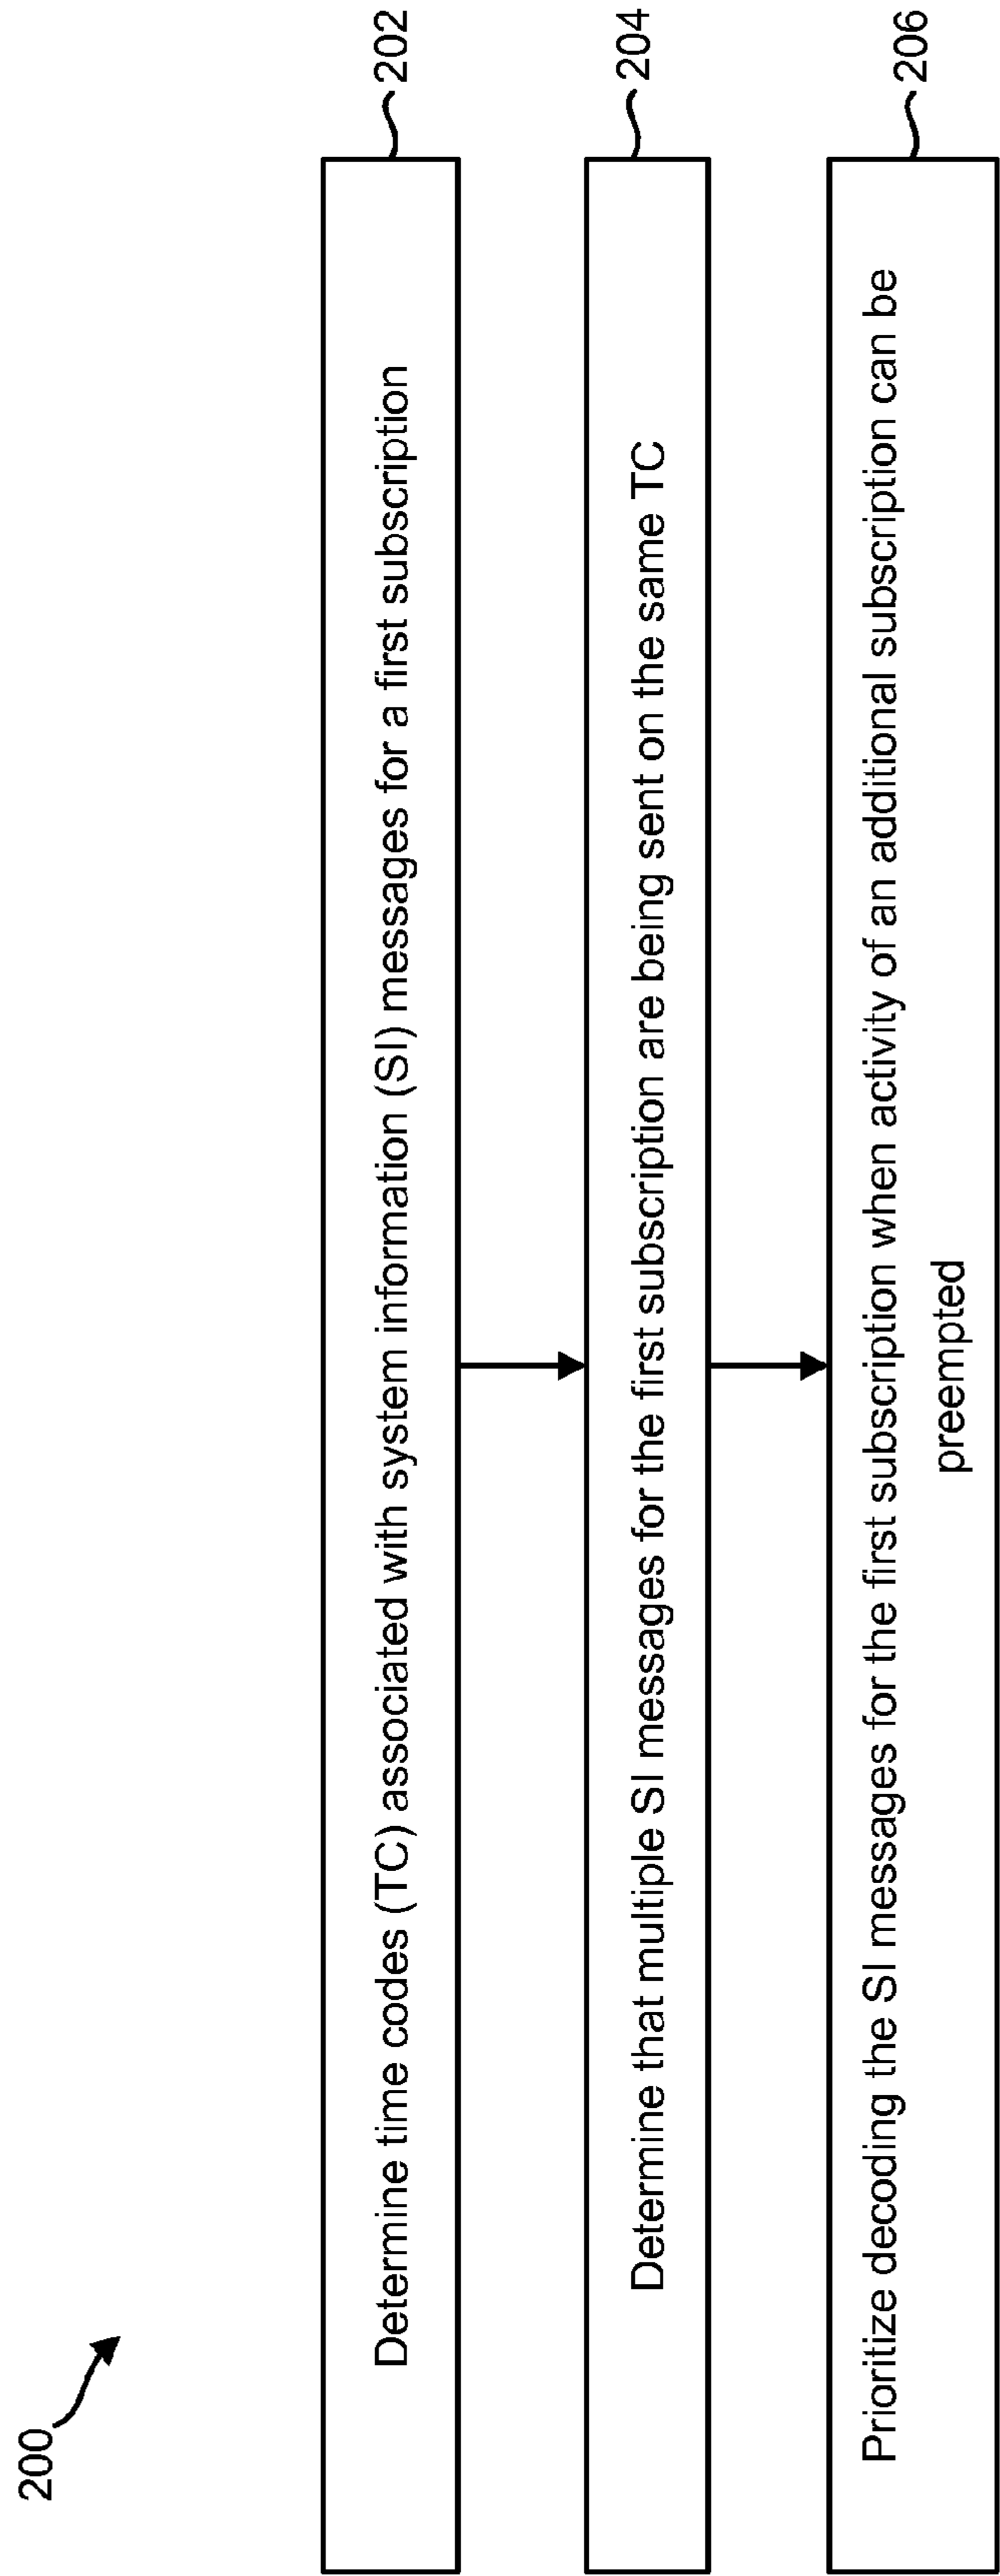 200
Determine time codes (TC) associated with system information (SI) messages for a first subscription
202
Determine that multiple SI messages for the first subscription are being sent on the same TC
204
Prioritize decoding the SI messages for the first subscription when activity of an additional subscription can be
preempted
206